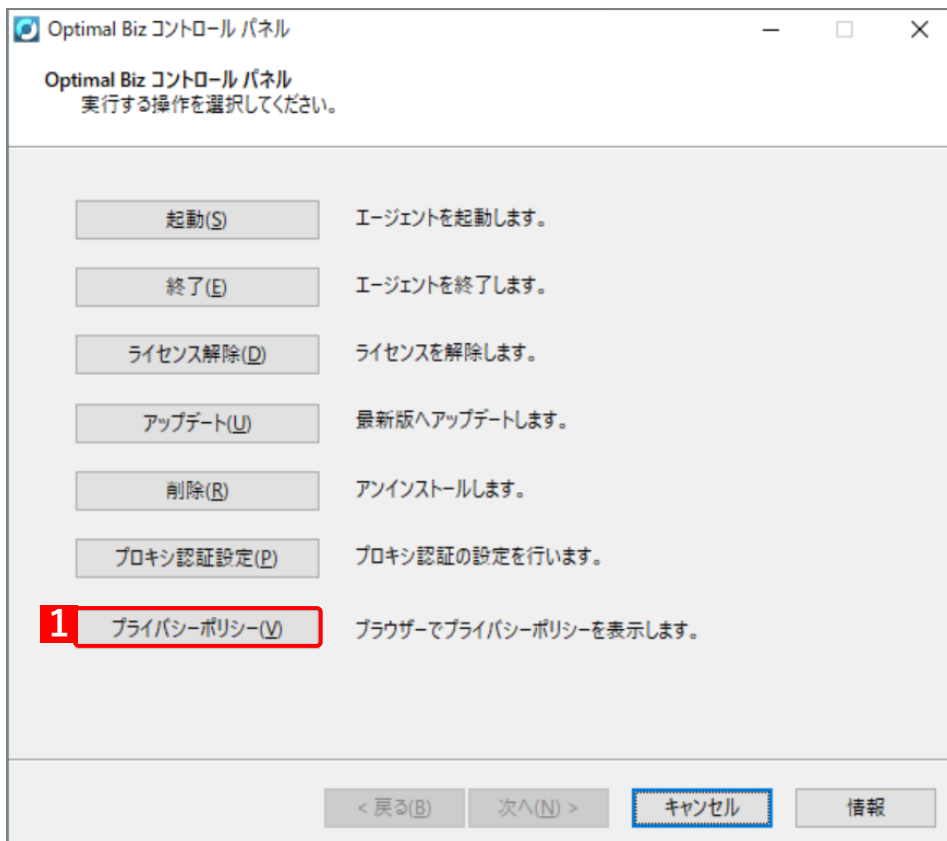 Optimal Biz コントロール パネル
Optimal Biz コントロール パネル
実行する操作を選択してください。
起動(S) エージェントを起動します。
終了(E) エージェントを終了します。
ライセンス解除(D) ライセンスを解除します。
アップデート(U) 最新版へアップデートします。
削除(R) アンインストールします。
プロキシ認証設定(P) プロキシ認証の設定を行います。
1 プライバシーポリシー(V) ブラウザーでプライバシーポリシーを表示します。
< 戻る(B) 次へ(N) > キャンセル 情報